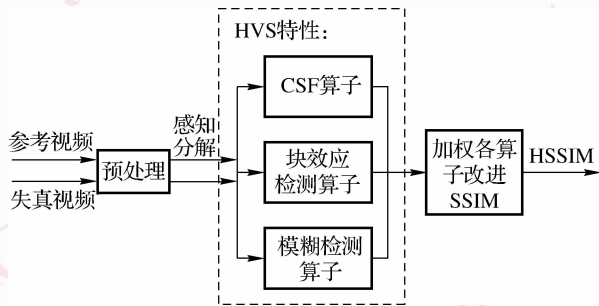 HVS特性:
CSF算子
参考视频
失真视频
预处理
感知
分解
块效应
检测算子
模糊检测
算子
加权各算
子改进
SSIM
HSSIM